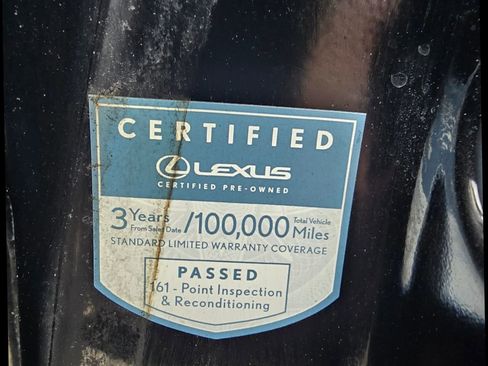 CERTIFIED
LEXUS
CERTIFIED PRE-OWNED
3 Years From Sales Date /100,000 Total Vehicle Miles
STANDARD LIMITED WARRANTY COVERAGE
PASSED
161 - Point Inspection
& Reconditioning